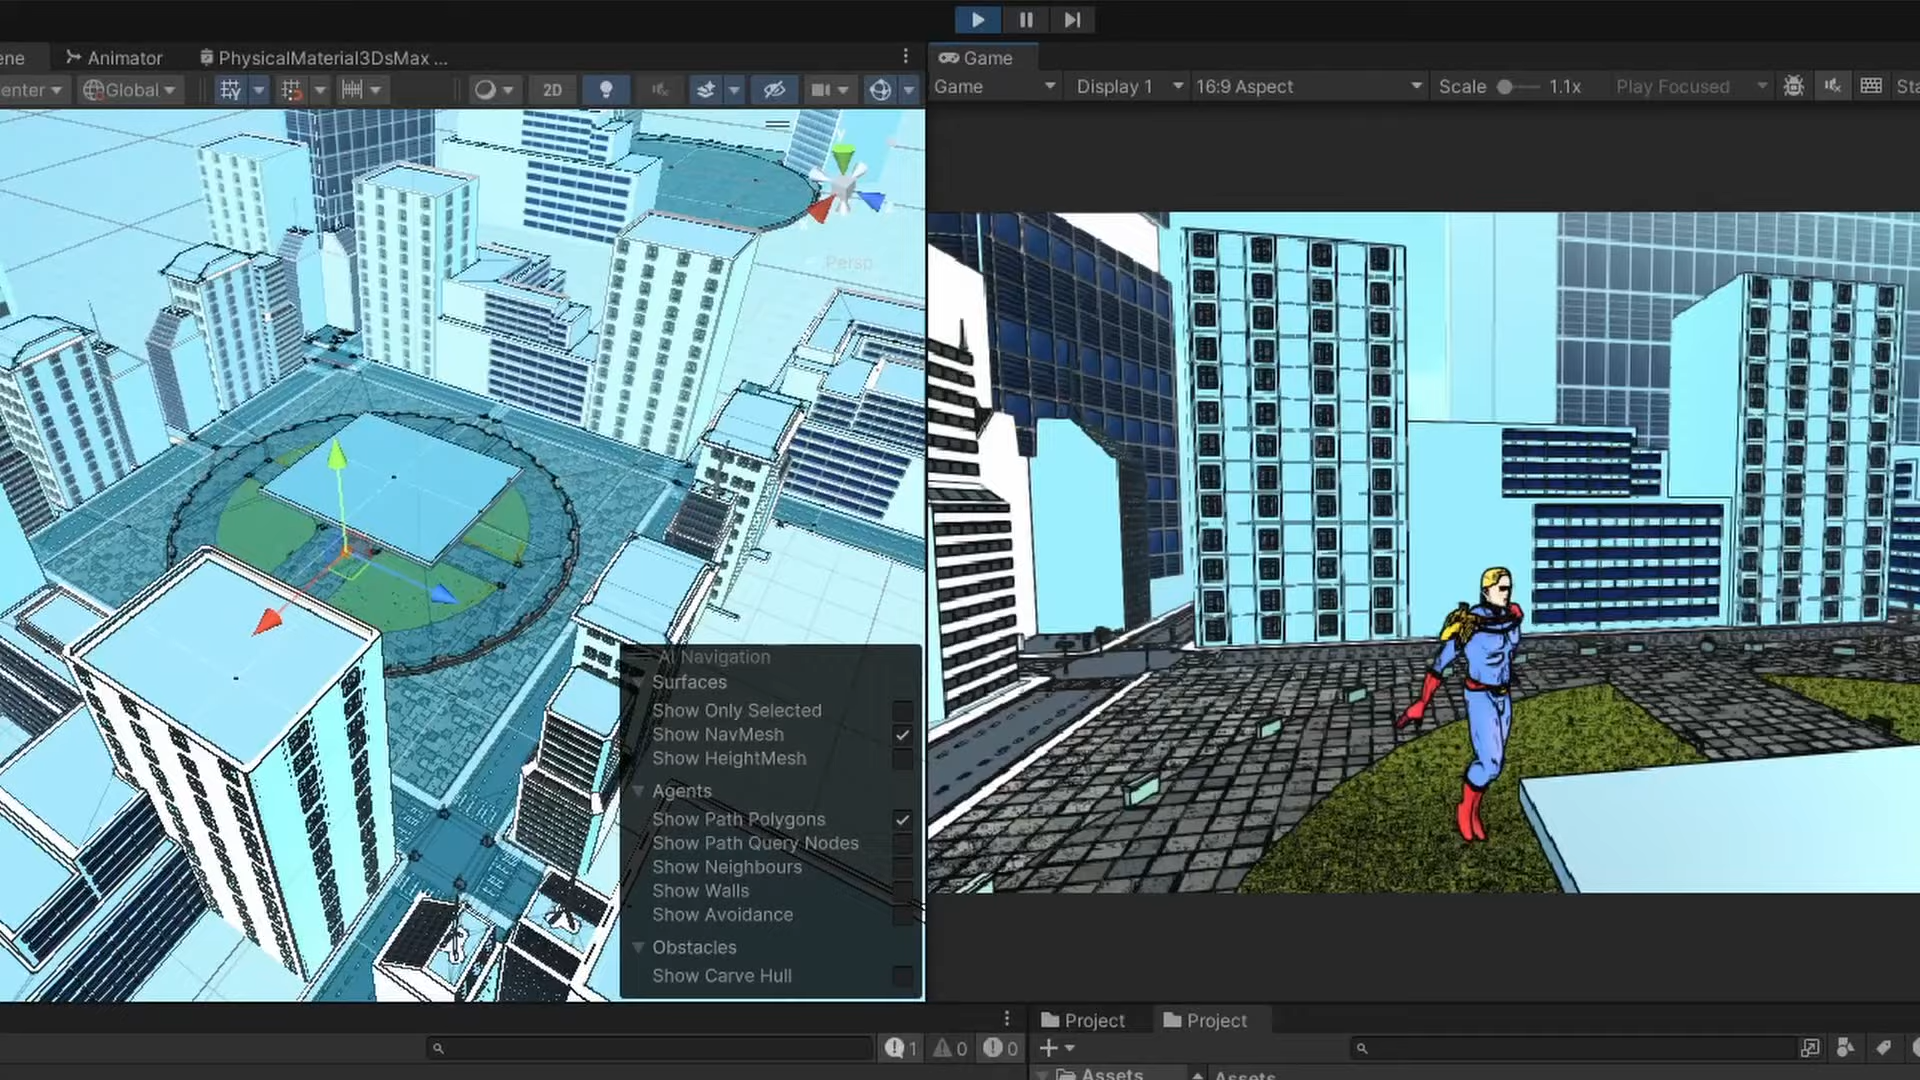 ene
Animator
PhysicalMaterial3DsMax ...
Game
enter
Global
2D
Game
Display 1
16:9 Aspect
Scale
1.1x
Play Focused
Sta
y
x
Persp
AI Navigation
Surfaces
Show Only Selected
Show NavMesh
Show HeightMesh
Agents
Show Path Polygons
Show Path Query Nodes
Show Neighbours
Show Walls
Show Avoidance
Obstacles
Show Carve Hull
Project
Project
1
0
0
Assets
Assets